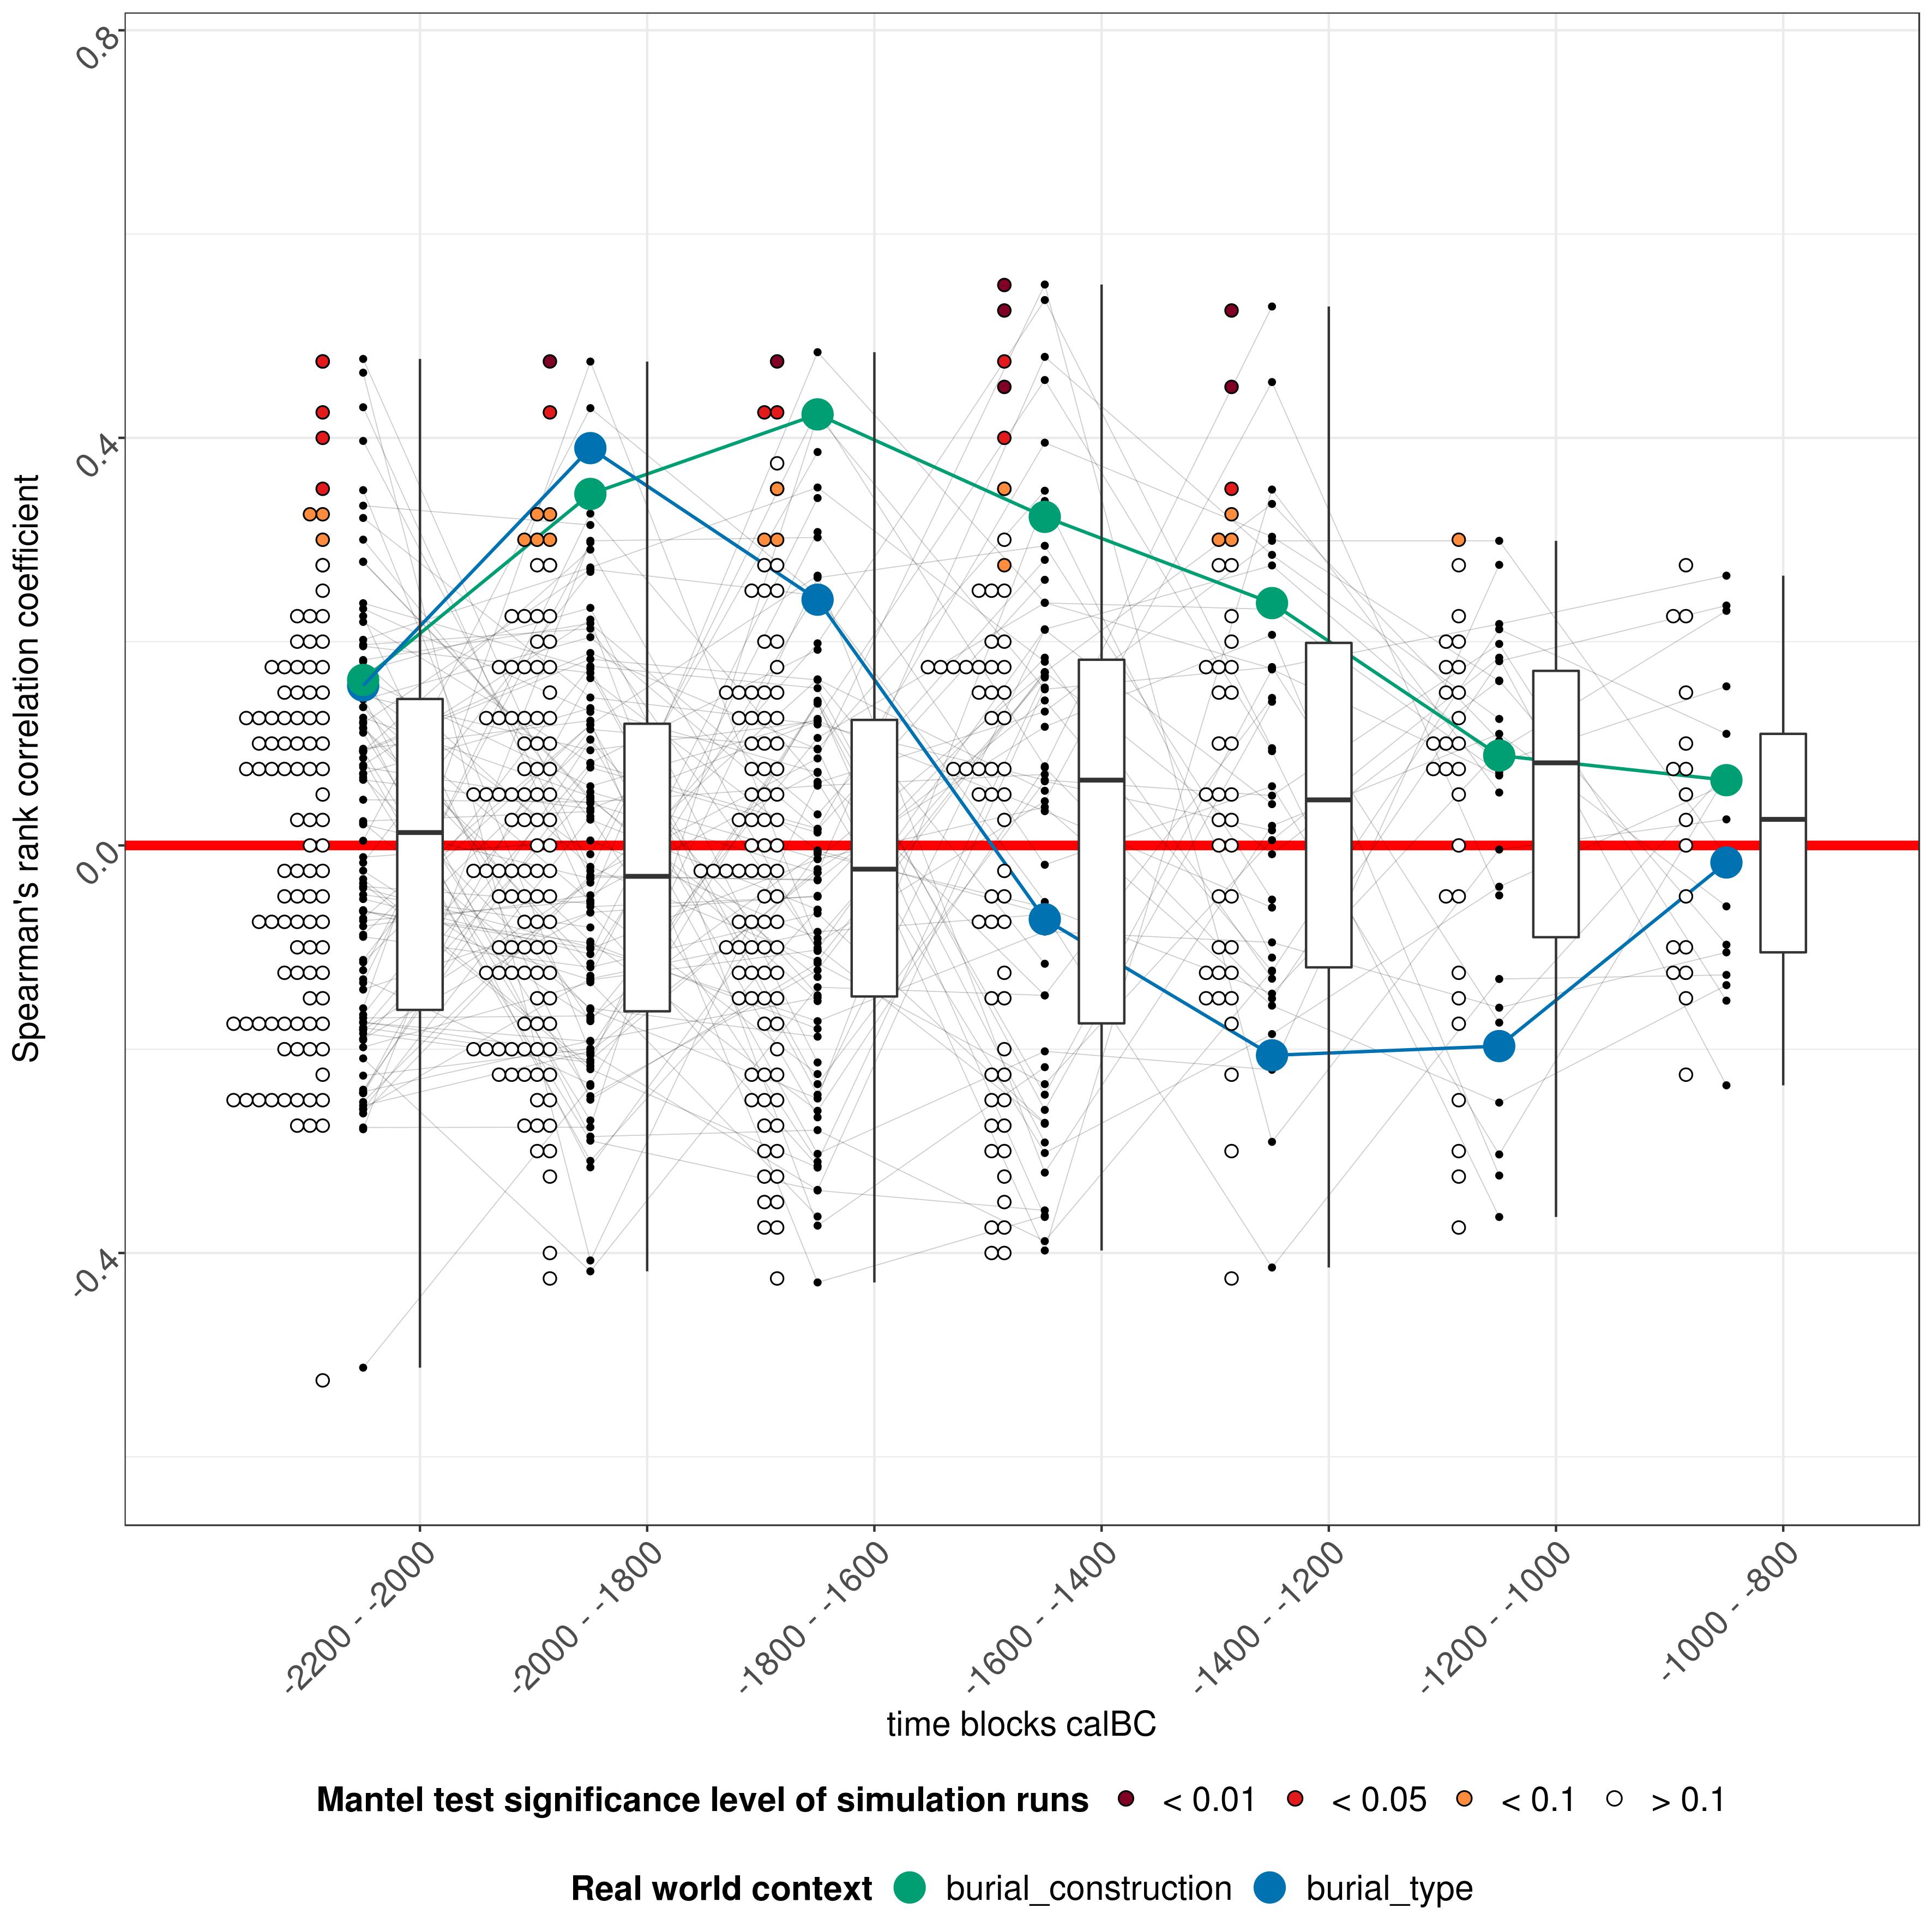 0.8
0.4
0.0
-0.4
Spearman's rank correlation coefficient
-2200 - -2000
-2000 - -1800
-1800 - -1600
-1600 - -1400
-1400 - -1200
-1200 - -1000
-1000 - -800
time blocks calBC
Mantel test significance level of simulation runs < 0.01 < 0.05 < 0.1 > 0.1
Real world context burial_construction burial_type